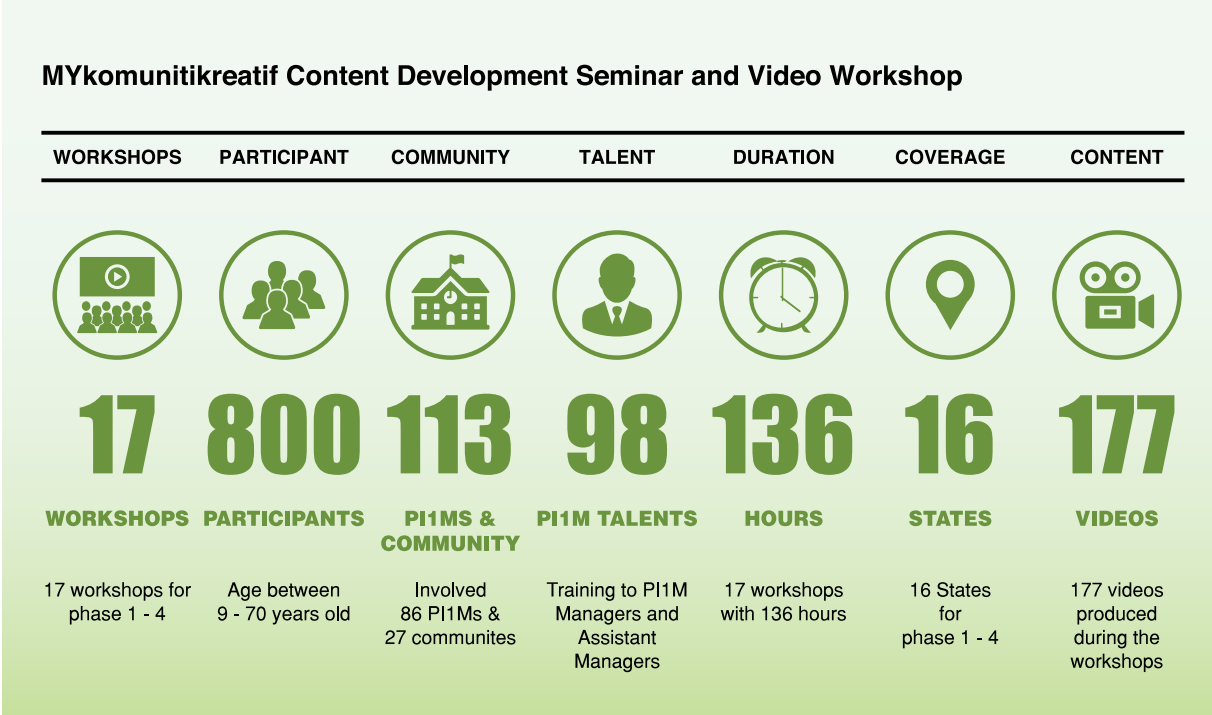 MYkomunitikreatif Content Development Seminar and Video Workshop
WORKSHOPS PARTICIPANT COMMUNITY TALENT DURATION COVERAGE CONTENT
17 800 113 98 136 16 177
WORKSHOPS PARTICIPANTS PI1MS & PI1M TALENTS HOURS STATES VIDEOS
COMMUNITY
17 workshops for Age between Involved Training to PI1M 17 workshops 16 States 177 videos
phase 1 - 4 9 - 70 years old 86 PI1Ms & Managers and with 136 hours for produced
27 communites Assistant phase 1 - 4 during the
Managers workshops